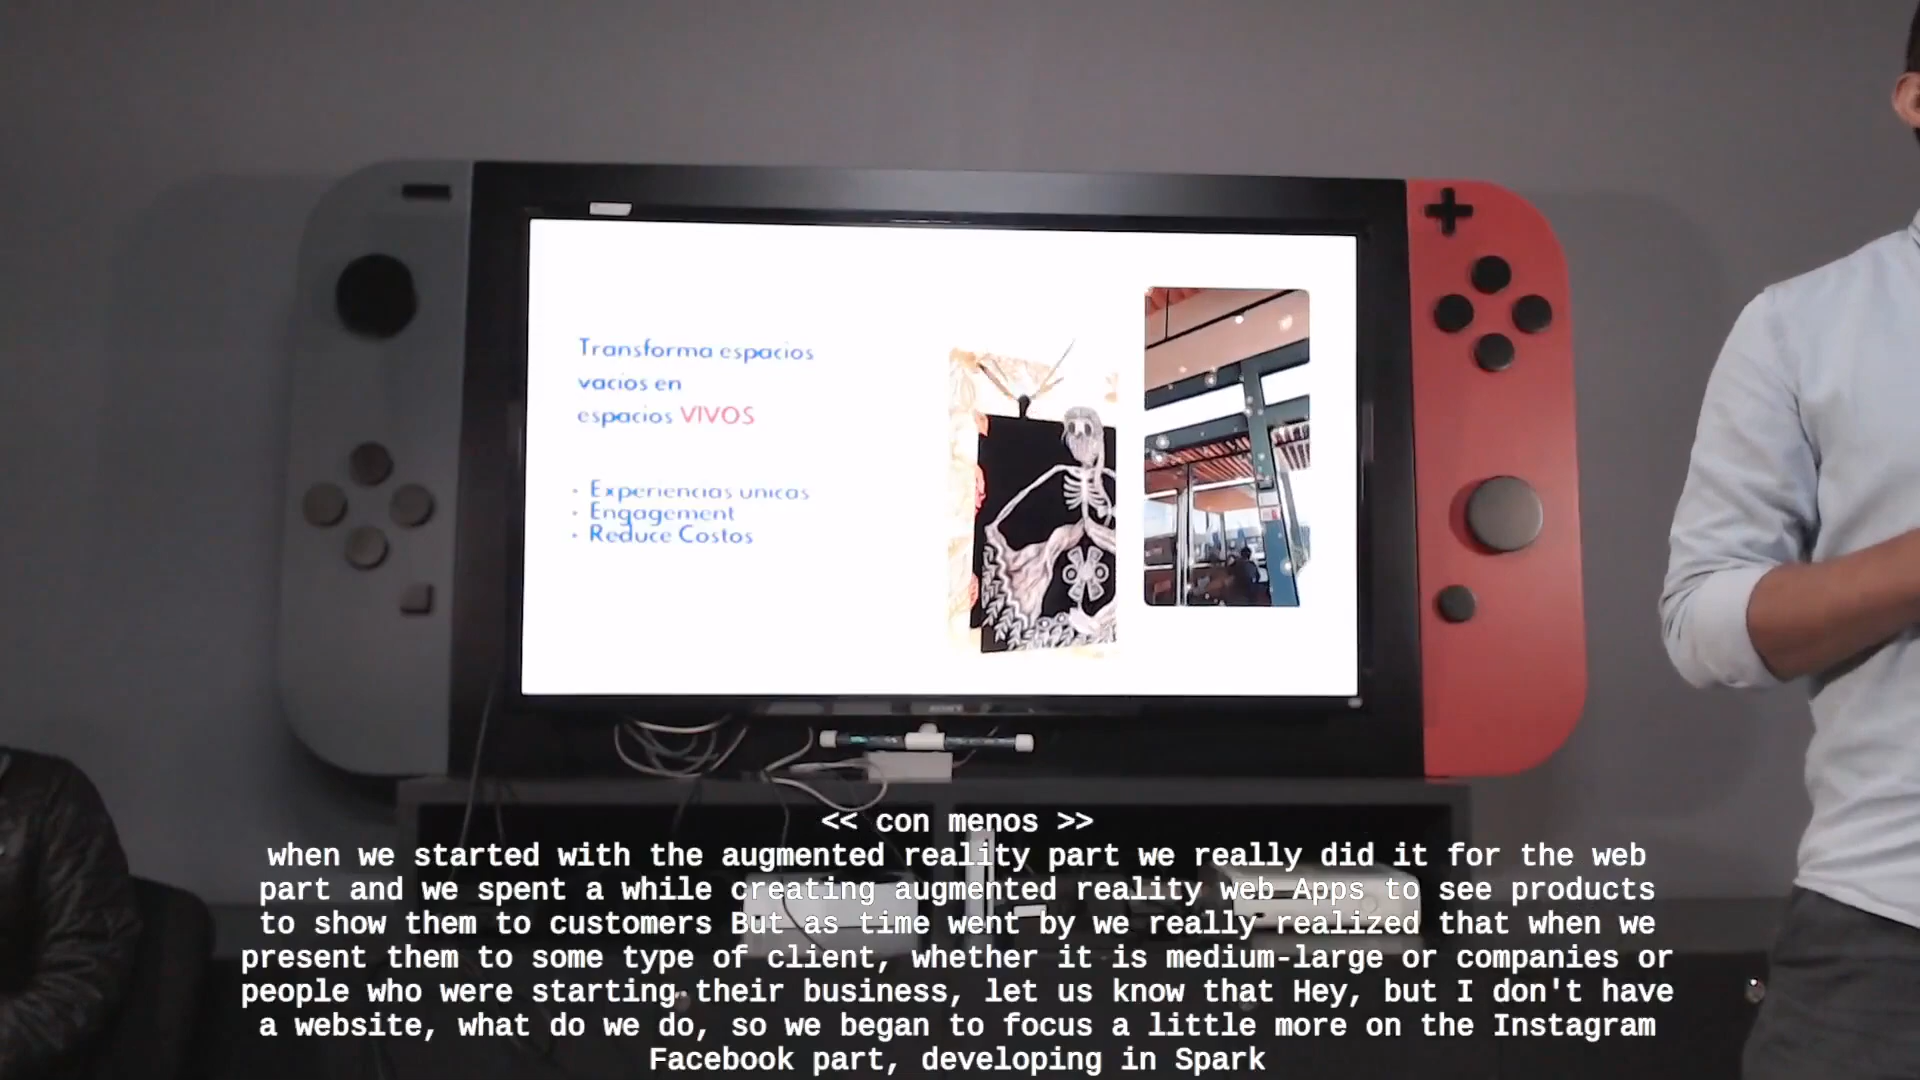 Transforma espacios
vacios en
espacios VIVOS
• Experiencias unicas
• Engagement
• Reduce Costos
SONY
<< con menos >>
when we started with the augmented reality part we really did it for the web
part and we spent a while creating augmented reality web Apps to see products
to show them to customers But as time went by we really realized that when we
present them to some type of client, whether it is medium-large or companies or
people who were starting their business, let us know that Hey, but I don't have
a website, what do we do, so we began to focus a little more on the Instagram
Facebook part, developing in Spark